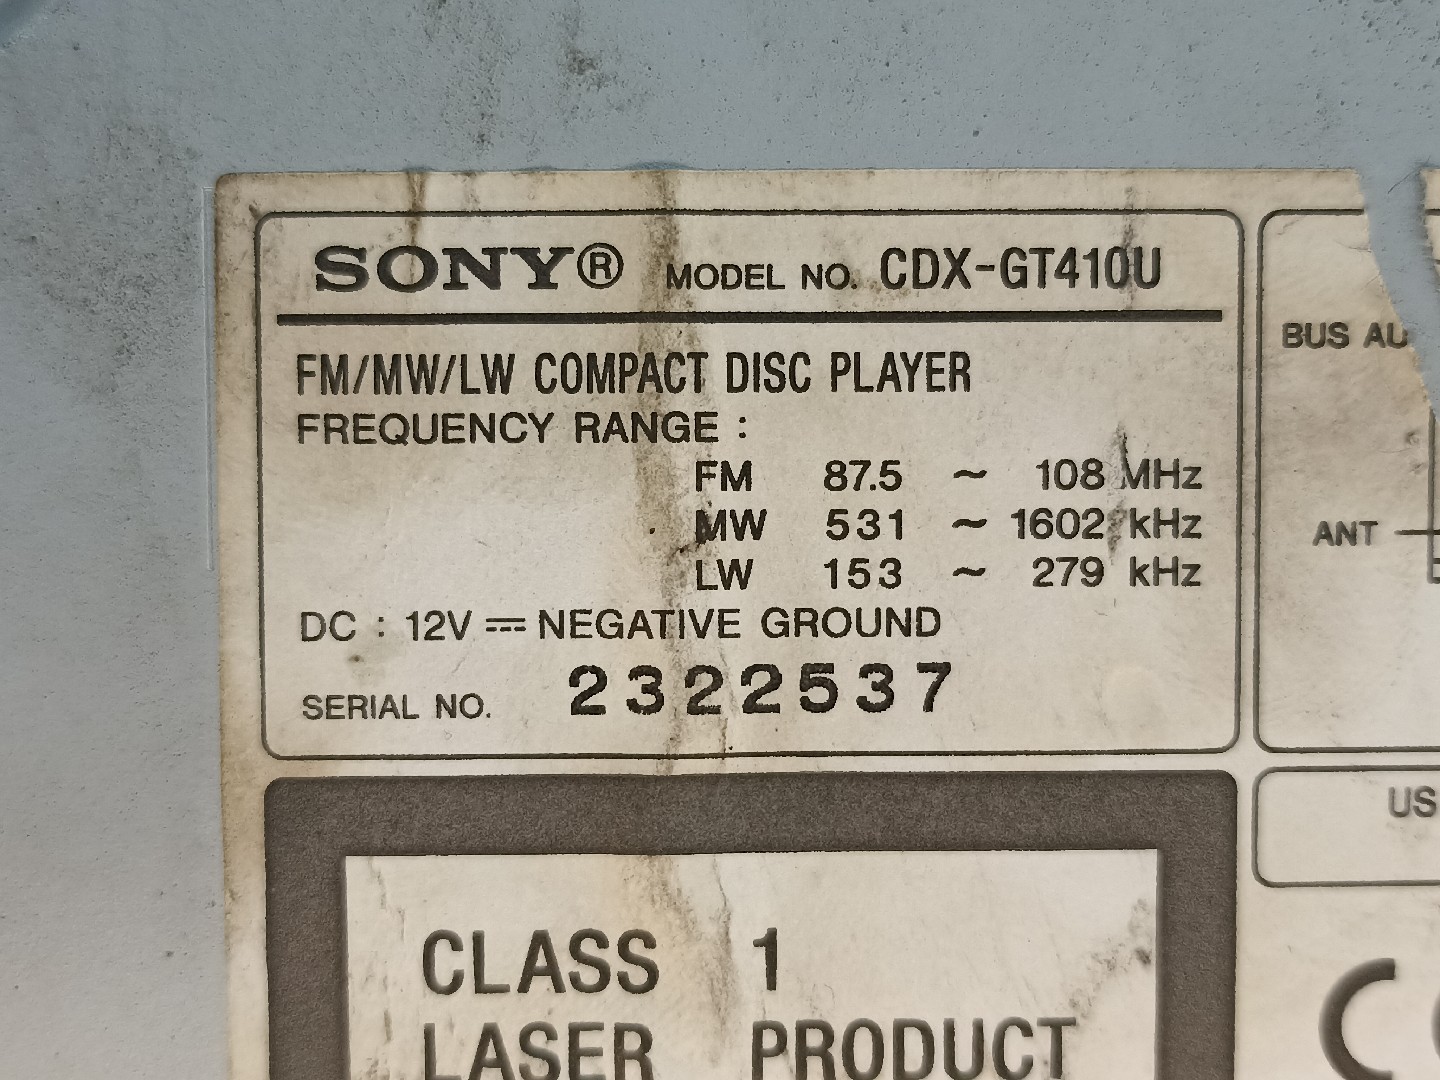 SONY® MODEL NO. CDX-GT410U
FM/MW/LW COMPACT DISC PLAYER
FREQUENCY RANGE :
FM 87.5 ~ 108 MHz
MW 531 ~ 1602 kHz
LW 153 ~ 279 kHz
DC : 12V ⎓ NEGATIVE GROUND
SERIAL NO. 2322537
CLASS 1
LASER PRODUCT
BUS AU
ANT
US